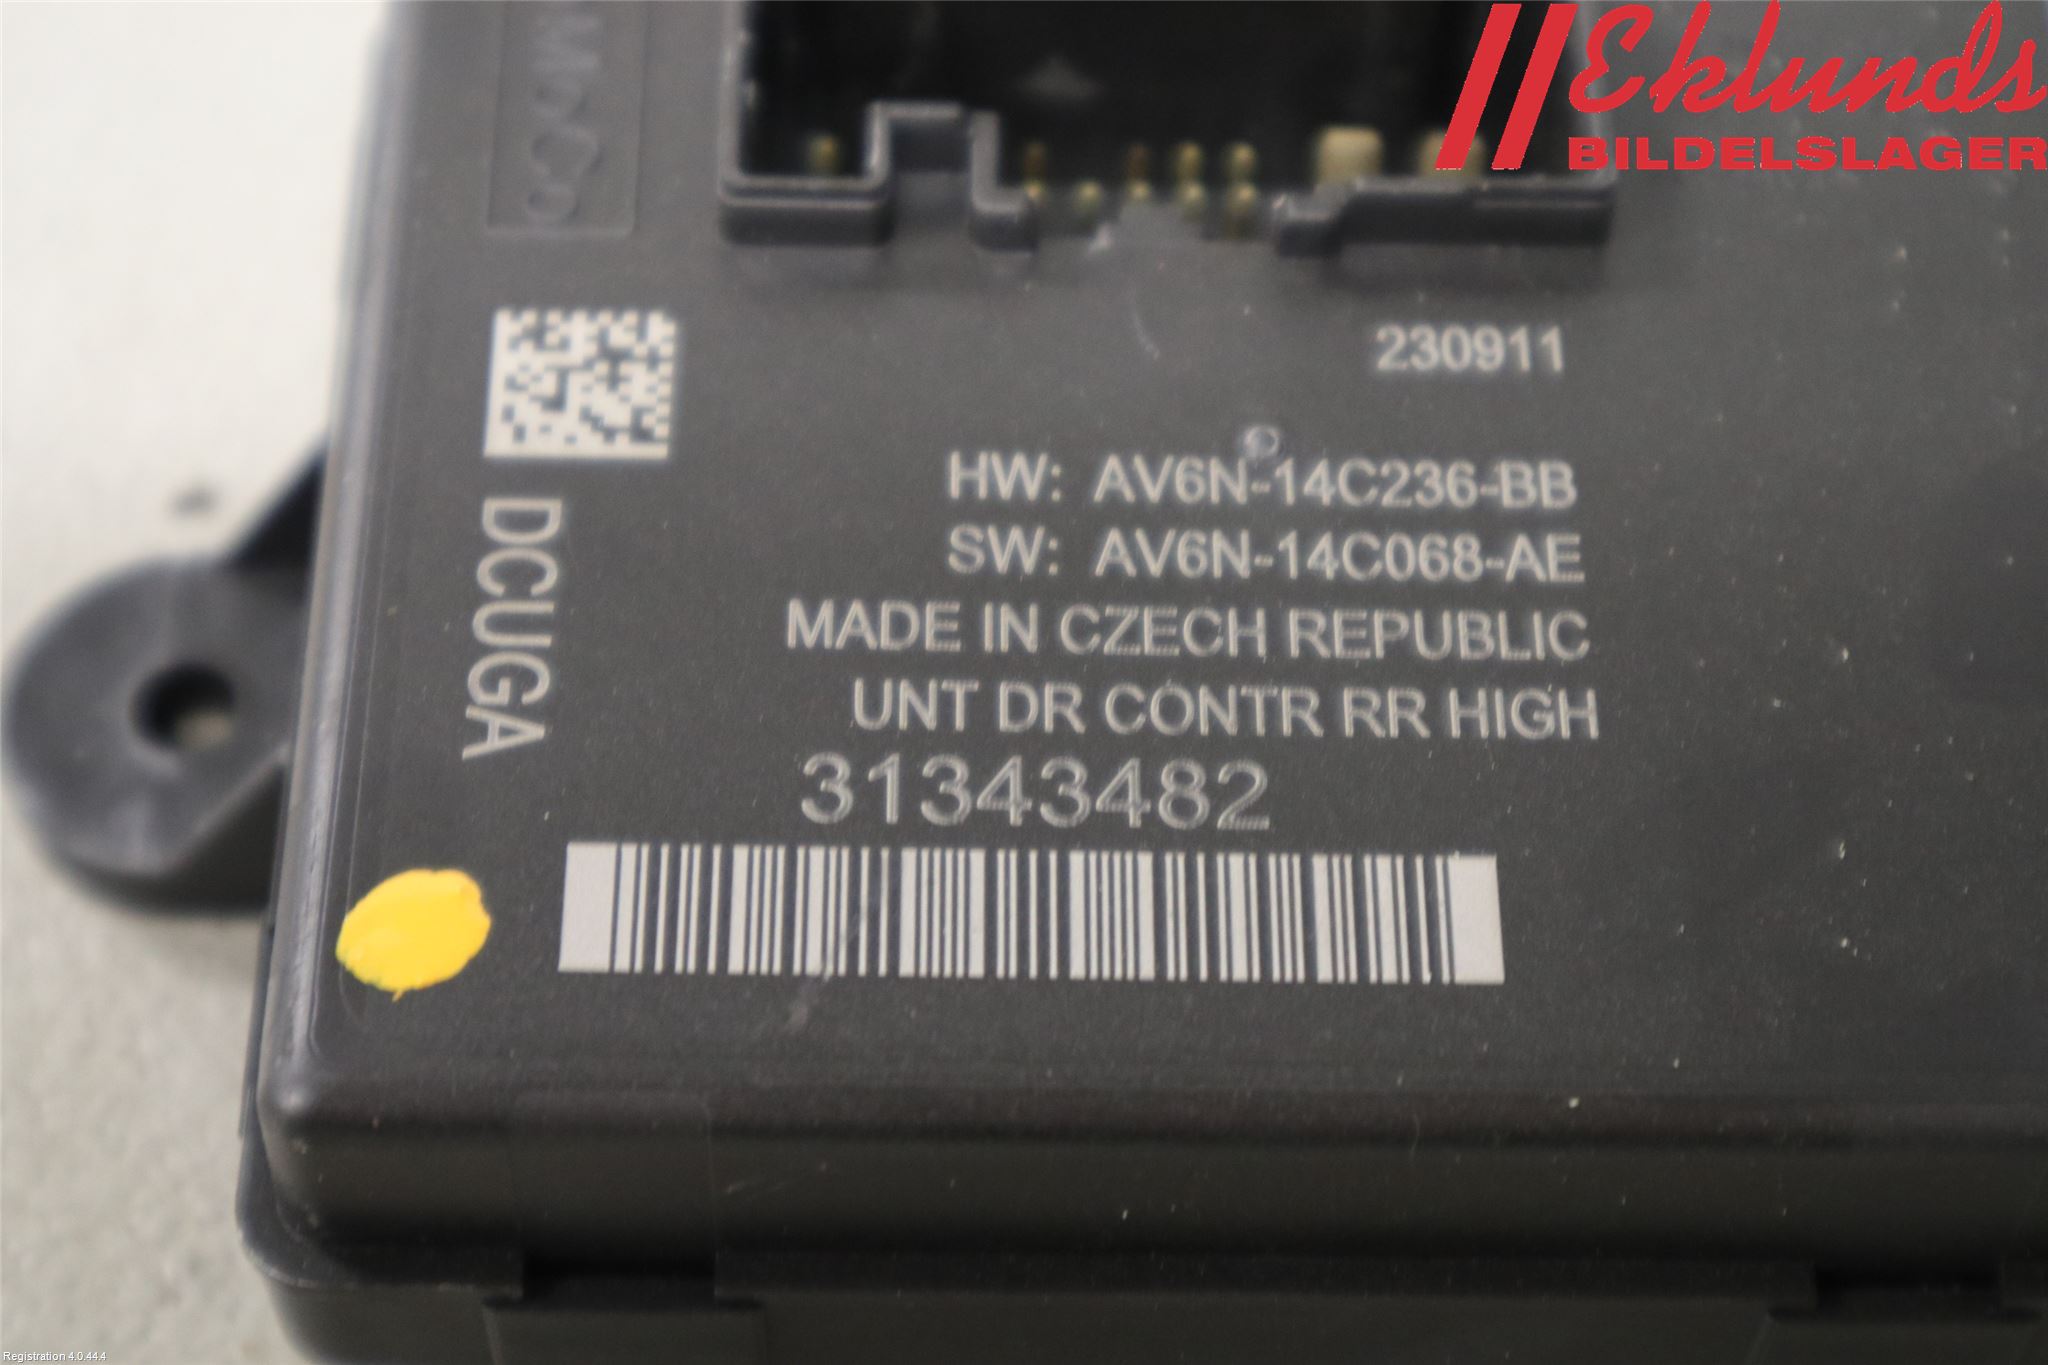 Eklunds
BILDELSLAGER
230911
HW: AV6N-14C236-BB
SW: AV6N-14C068-AE
MADE IN CZECH REPUBLIC
UNT DR CONTR RR HIGH
31343482
DCUGA
Registration 4.0.44.4